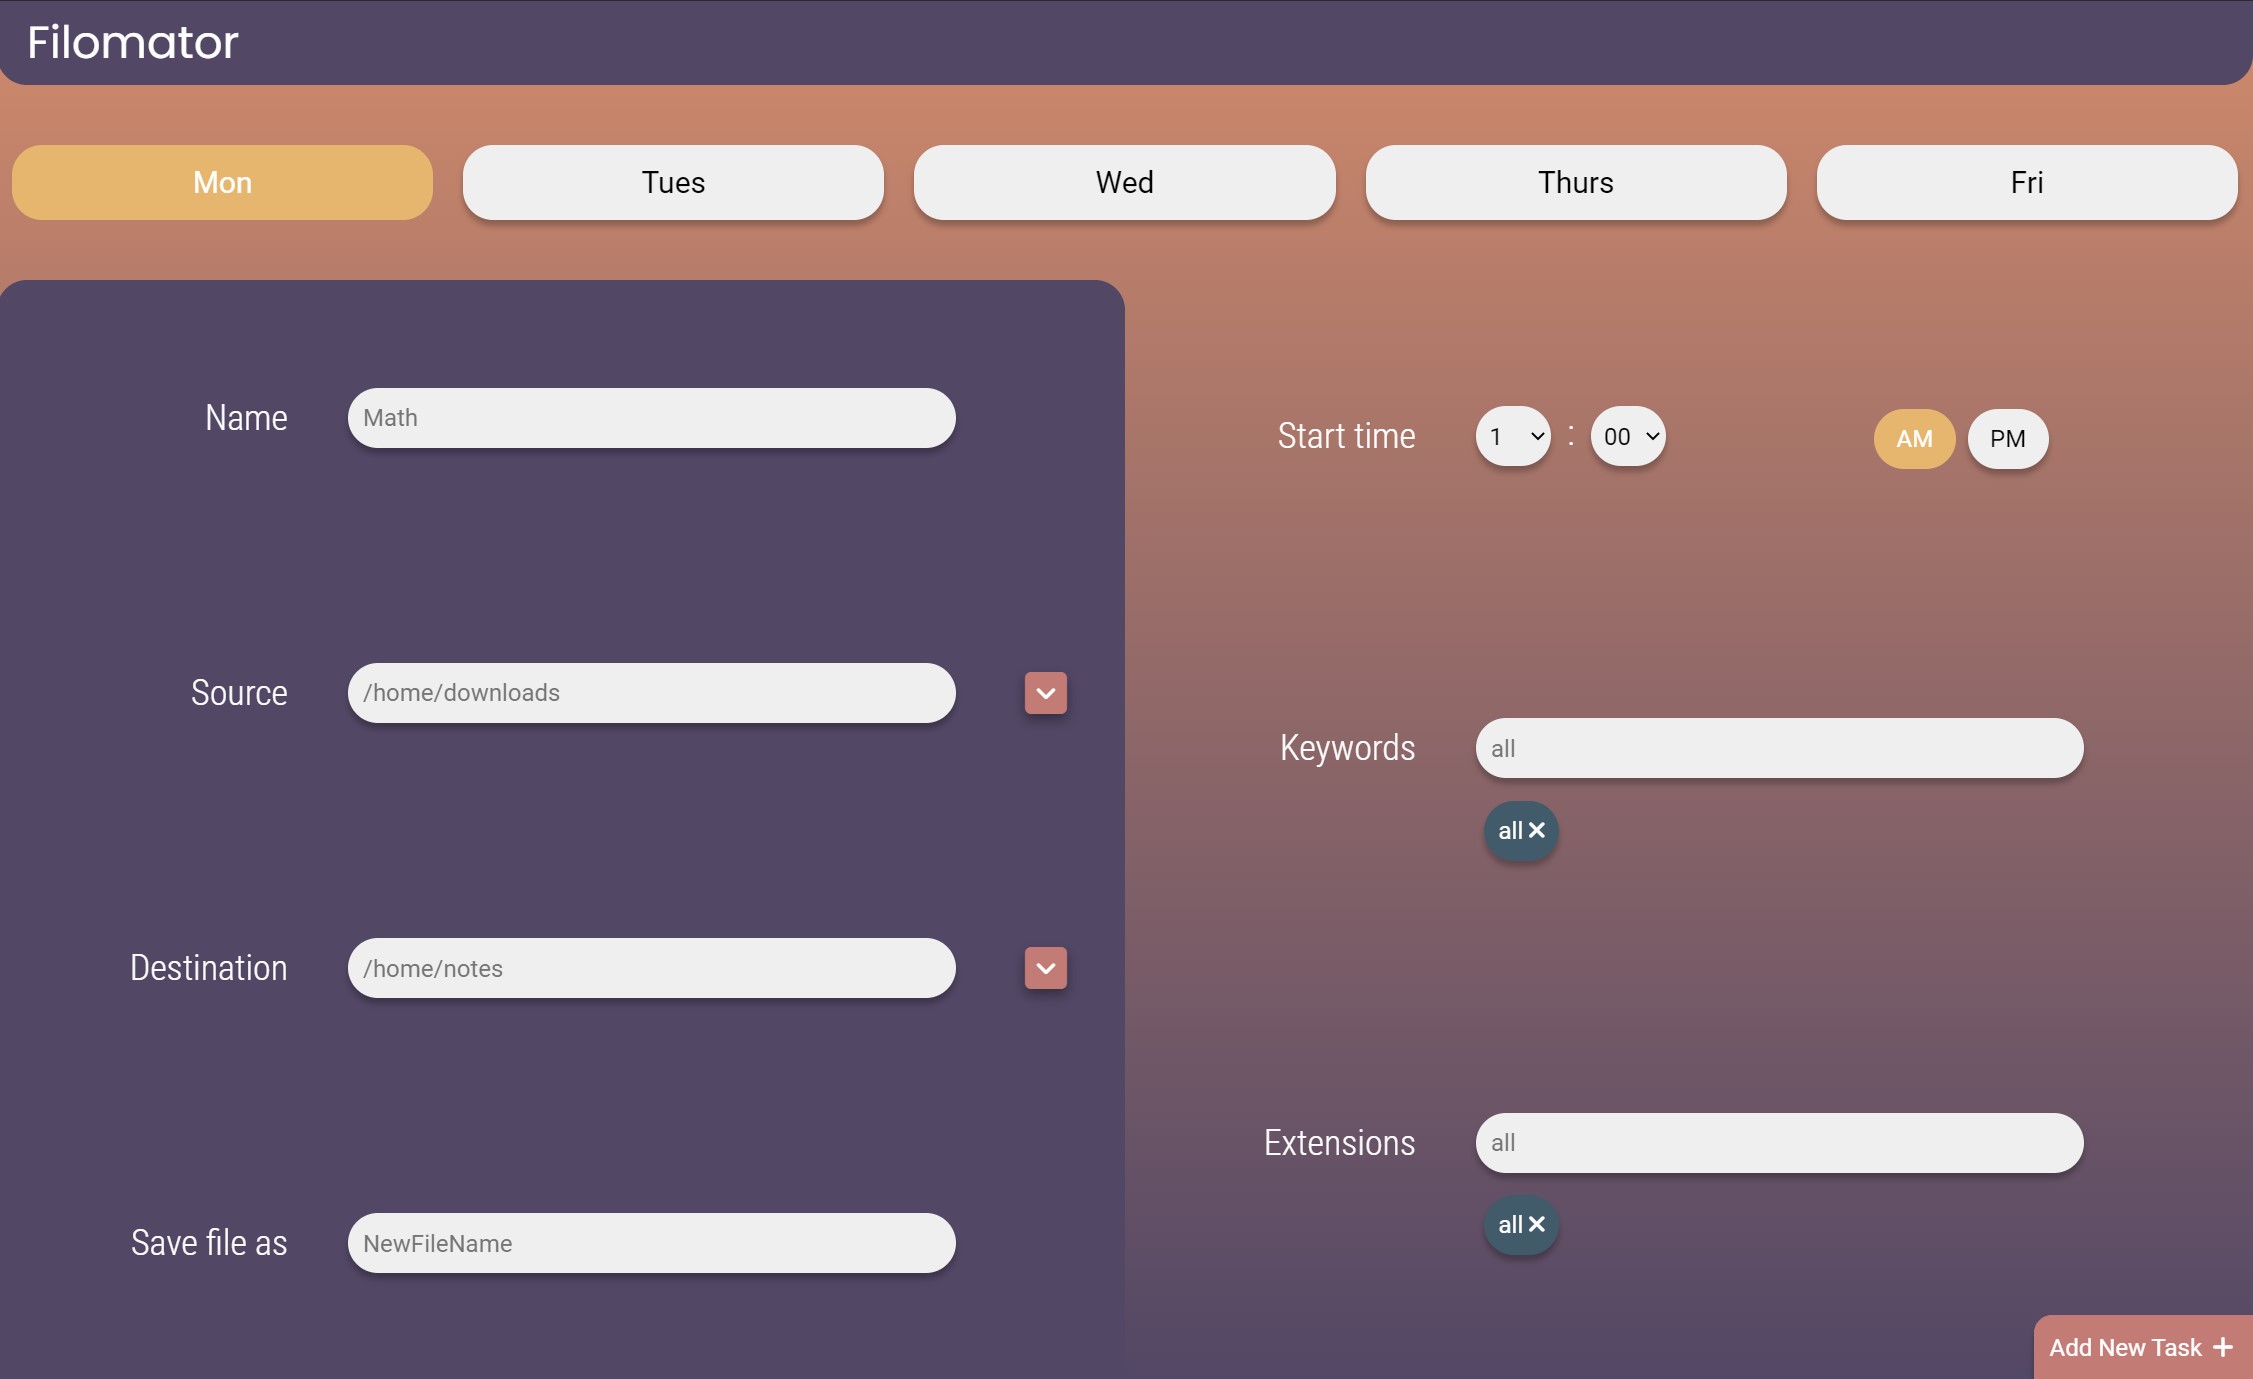 Filomator
Mon
Tues
Wed
Thurs
Fri
Name
Math
Source
/home/downloads
Destination
/home/notes
Save file as
NewFileName
Start time
1 : 00
AM
PM
Keywords
all
all
Extensions
all
all
Add New Task